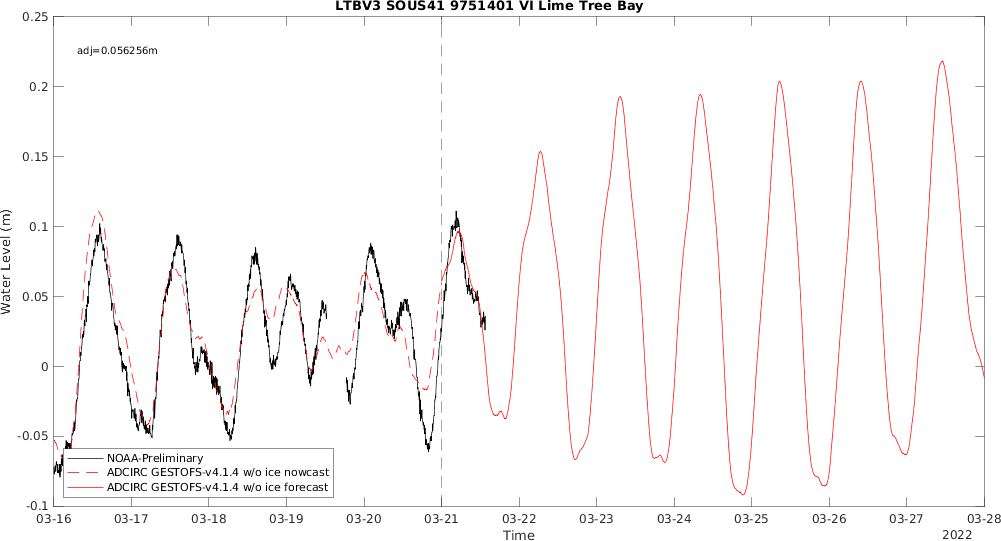 LTBV3 SOUS41 9751401 VI Lime Tree Bay
adj=0.056256m
Water Level (m)
0.25
0.2
0.15
0.1
0.05
0
-0.05
-0.1
NOAA-Preliminary
ADCIRC GESTOFS-v4.1.4 w/o ice nowcast
ADCIRC GESTOFS-v4.1.4 w/o ice forecast
03-16 03-17 03-18 03-19 03-20 03-21 03-22 03-23 03-24 03-25 03-26 03-27 03-28
Time
2022